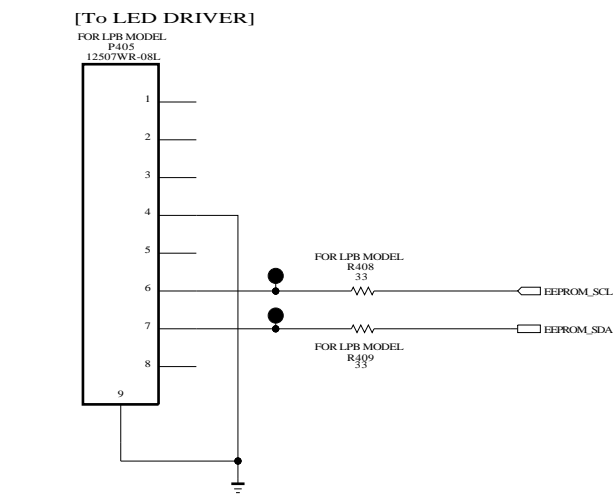 [To LED DRIVER]
FOR LPB MODEL
P405
12507WR-08L
1
2
3
4
5
6
7
8
9
FOR LPB MODEL
R408
33
EEPROM_SCL
EEPROM_SDA
FOR LPB MODEL
R409
33